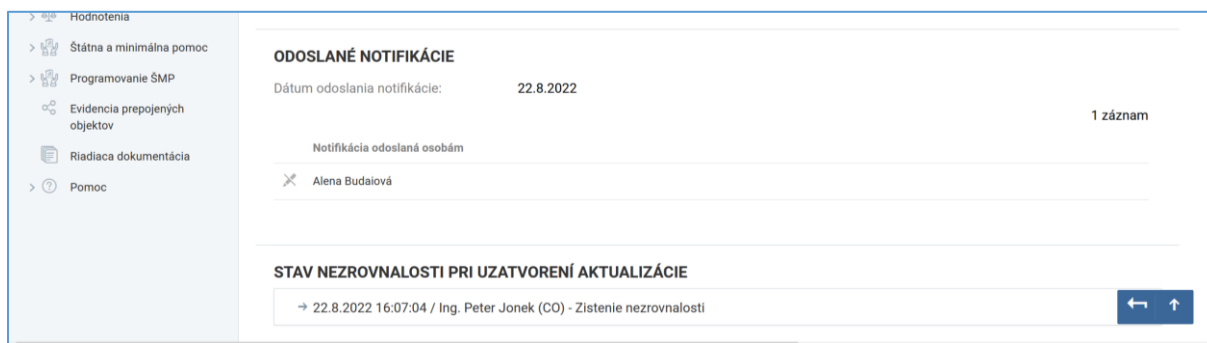 Hodnotenia
Štátna a minimálna pomoc
Programovanie ŠMP
Evidencia prepojených
objektov
Riadiaca dokumentácia
Pomoc
ODOSLANÉ NOTIFIKÁCIE
Dátum odoslania notifikácie: 22.8.2022
1 záznam
Notifikácia odoslaná osobám
Alena Budaiová
STAV NEZROVNALOSTI PRI UZATVORENÍ AKTUALIZÁCIE
→ 22.8.2022 16:07:04 / Ing. Peter Jonek (CO) - Zistenie nezrovnalosti